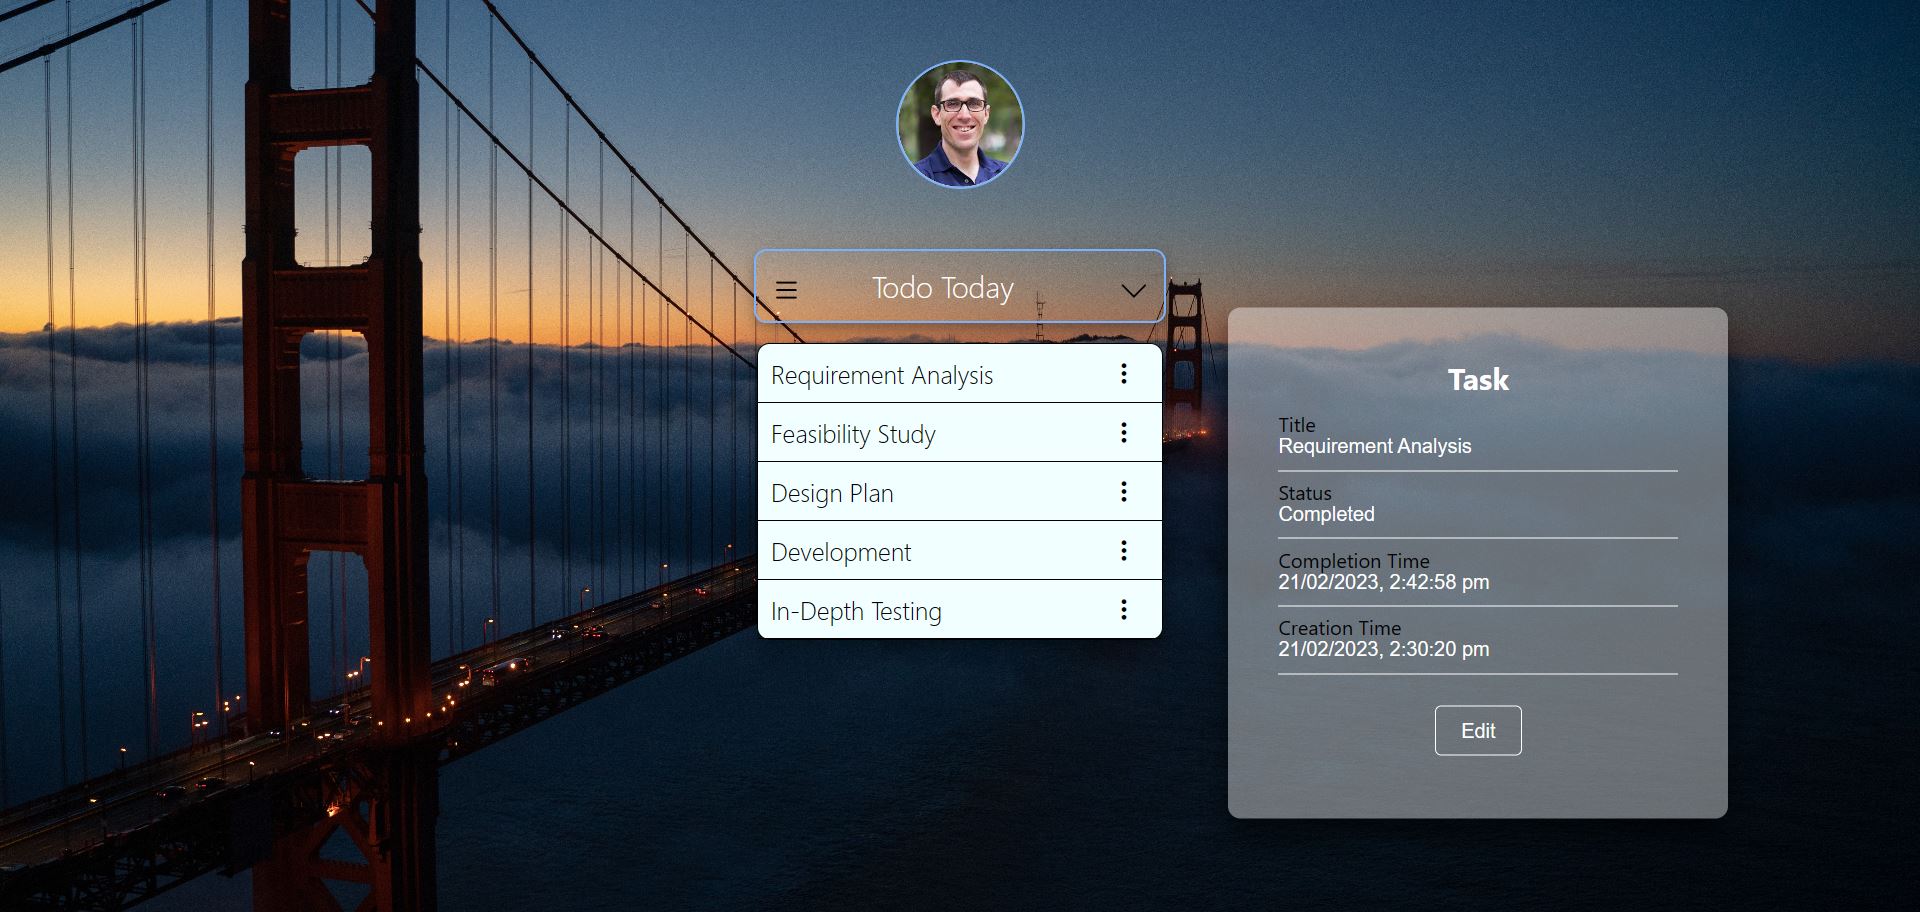 Todo Today
Requirement Analysis
Feasibility Study
Design Plan
Development
In-Depth Testing
Task
Title
Requirement Analysis
Status
Completed
Completion Time
21/02/2023, 2:42:58 pm
Creation Time
21/02/2023, 2:30:20 pm
Edit